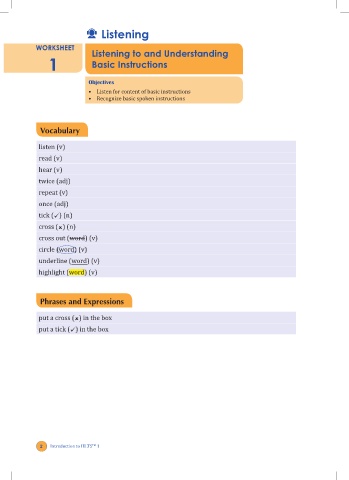 Listening
WORKSHEET
1
Listening to and Understanding
Basic Instructions
Objectives
• Listen for content of basic instructions
• Recognize basic spoken instructions
Vocabulary
listen (v)
read (v)
hear (v)
twice (adj)
repeat (v)
once (adj)
tick (✓) (n)
cross (×) (n)
cross out (word) (v)
circle (word) (v)
underline (word) (v)
highlight (word) (v)
Phrases and Expressions
put a cross (×) in the box
put a tick (✓) in the box
2 Introduction to